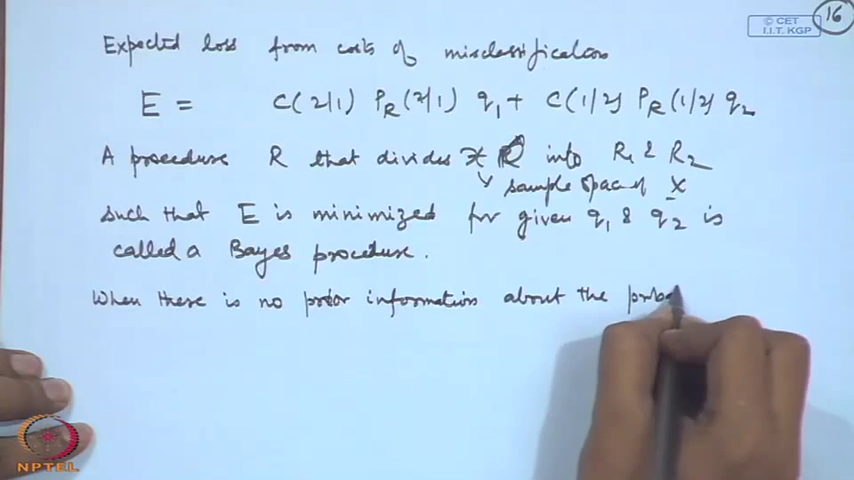 © CET
I.I.T. KGP
16
Expected loss from costs of misclassification
E = C(2|1) P_R(2|1) q_1 + C(1|2) P_R(1|2) q_2
A procedure R that divides 𝒳 into R_1 & R_2
sample space of X
such that E is minimized for given q_1 & q_2 is
called a Bayes procedure.
When there is no prior information about the prob
NPTEL